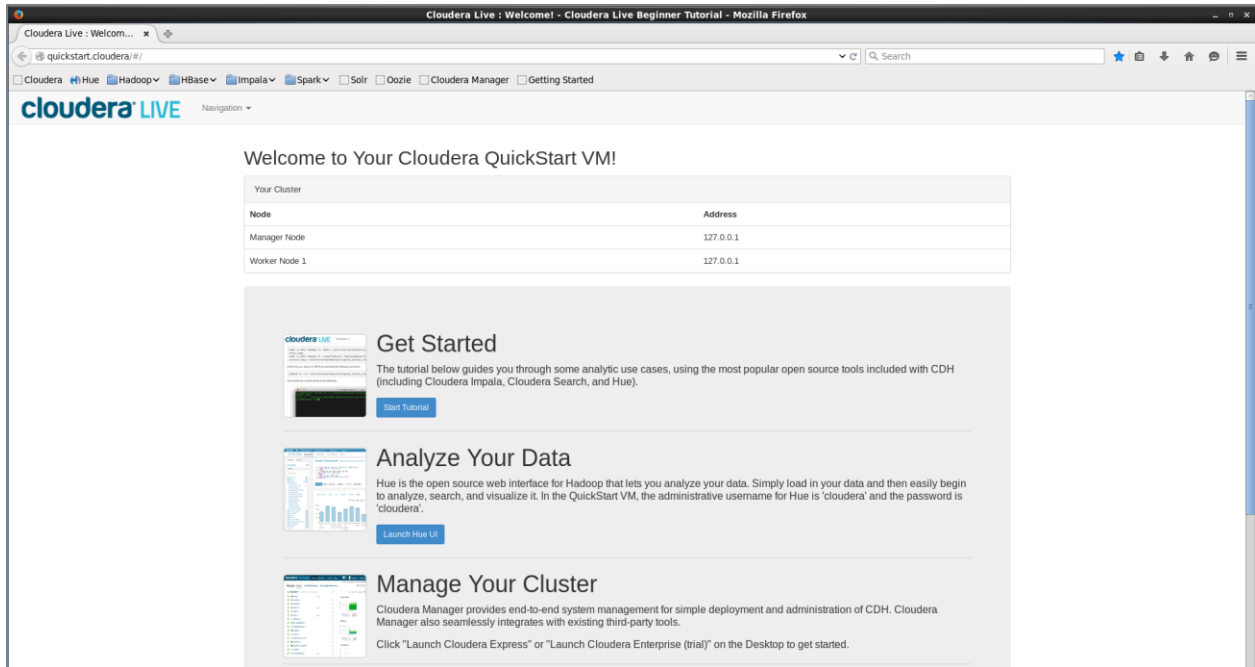 Cloudera Live : Welcome! - Cloudera Live Beginner Tutorial - Mozilla Firefox
Cloudera Live : Welcom...
quickstart.cloudera/#/
Search
Cloudera Hue Hadoop HBase Impala Spark Solr Oozie Cloudera Manager Getting Started
cloudera LIVE Navigation
Welcome to Your Cloudera QuickStart VM!
Your Cluster
Node Address
Manager Node 127.0.0.1
Worker Node 1 127.0.0.1
cloudera LIVE
Get Started
The tutorial below guides you through some analytic use cases, using the most popular open source tools included with CDH
(including Cloudera Impala, Cloudera Search, and Hue).
Start Tutorial
Analyze Your Data
Hue is the open source web interface for Hadoop that lets you analyze your data. Simply load in your data and then easily begin
to analyze, search, and visualize it. In the QuickStart VM, the administrative username for Hue is 'cloudera' and the password is
'cloudera'.
Launch Hue UI
Manage Your Cluster
Cloudera Manager provides end-to-end system management for simple deployment and administration of CDH. Cloudera
Manager also seamlessly integrates with existing third-party tools.
Click "Launch Cloudera Express" or "Launch Cloudera Enterprise (trial)" on the Desktop to get started.